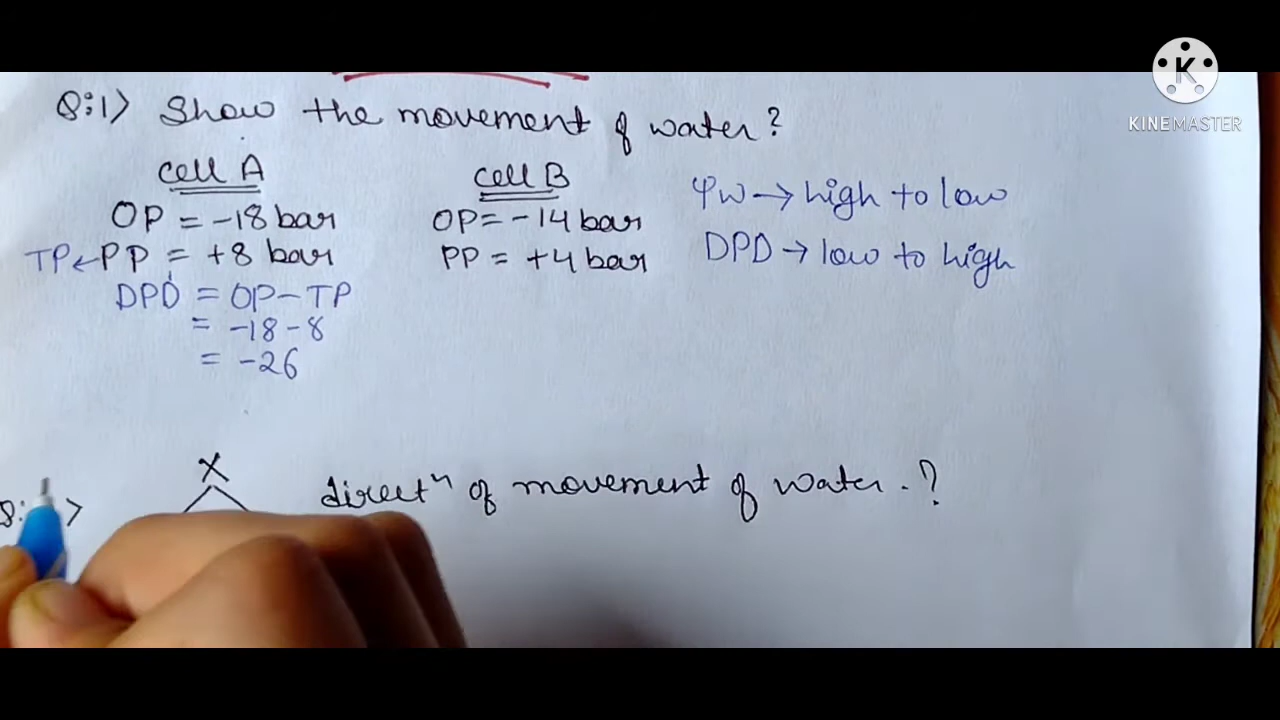 KINEMASTER
Q:1) Show the movement of water?
cell A
OP = -18 bar
TP ← PP = +8 bar
DPD = OP - TP
= -18 - 8
= -26
cell B
OP = -14 bar
PP = +4 bar
Ψw → high to low
DPD → low to high
X
directⁿ of movement of water.?